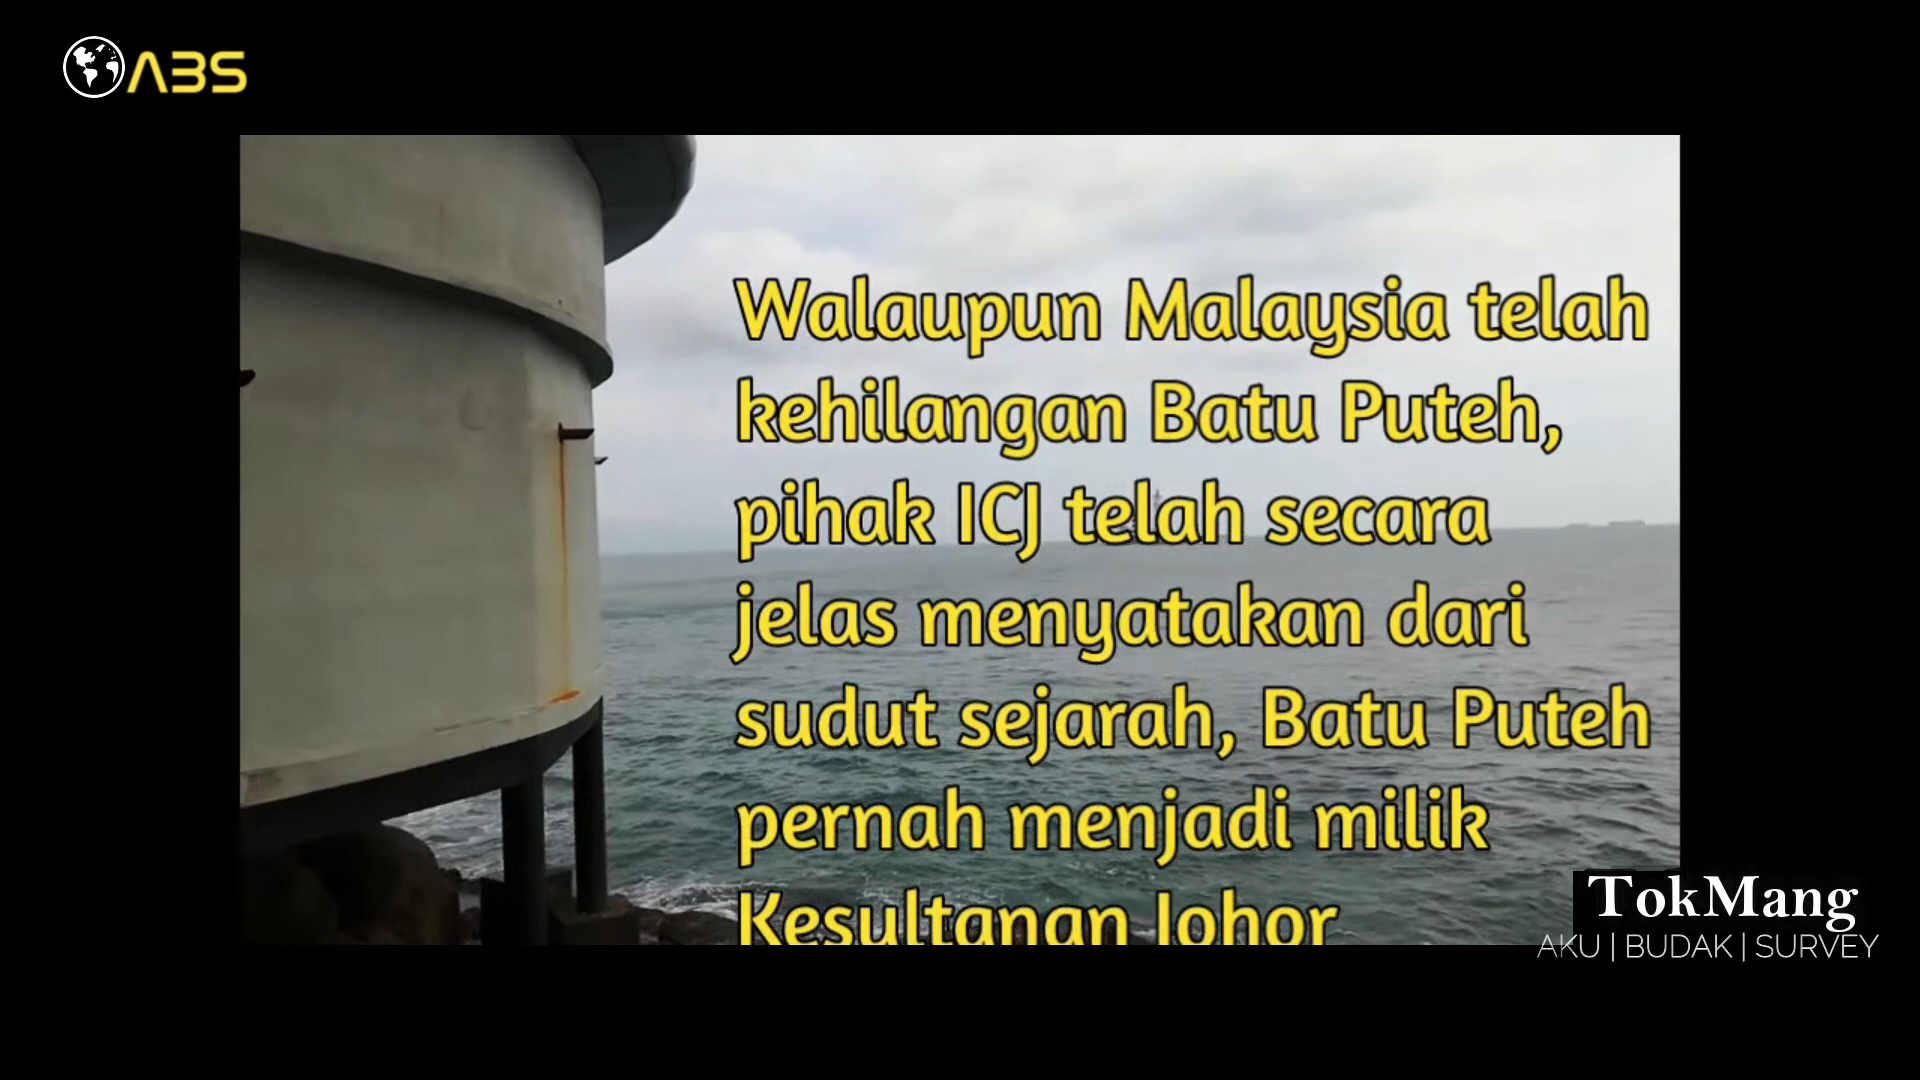 ABS
Walaupun Malaysia telah
kehilangan Batu Puteh,
pihak ICJ telah secara
jelas menyatakan dari
sudut sejarah, Batu Puteh
pernah menjadi milik
Kesultanan Johor
TokMang
AKU | BUDAK | SURVEY